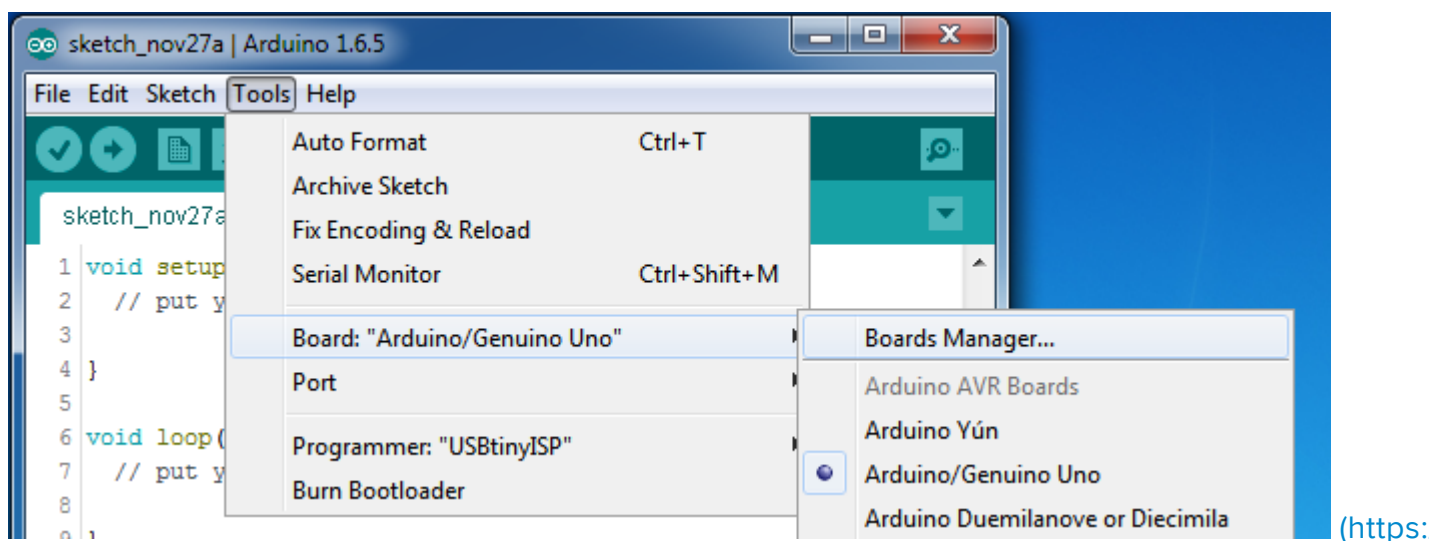 sketch_nov27a | Arduino 1.6.5
File Edit Sketch Tools Help
Auto Format Ctrl+T
Archive Sketch
sketch_nov27a
Fix Encoding & Reload
1 void setup
Serial Monitor Ctrl+Shift+M
2 // put y
3
Board: "Arduino/Genuino Uno"
Boards Manager...
4 }
Port
Arduino AVR Boards
5
Arduino Yún
6 void loop(
Programmer: "USBtinyISP"
7 // put y
Arduino/Genuino Uno
Burn Bootloader
8
Arduino Duemilanove or Diecimila
9 }
(https: